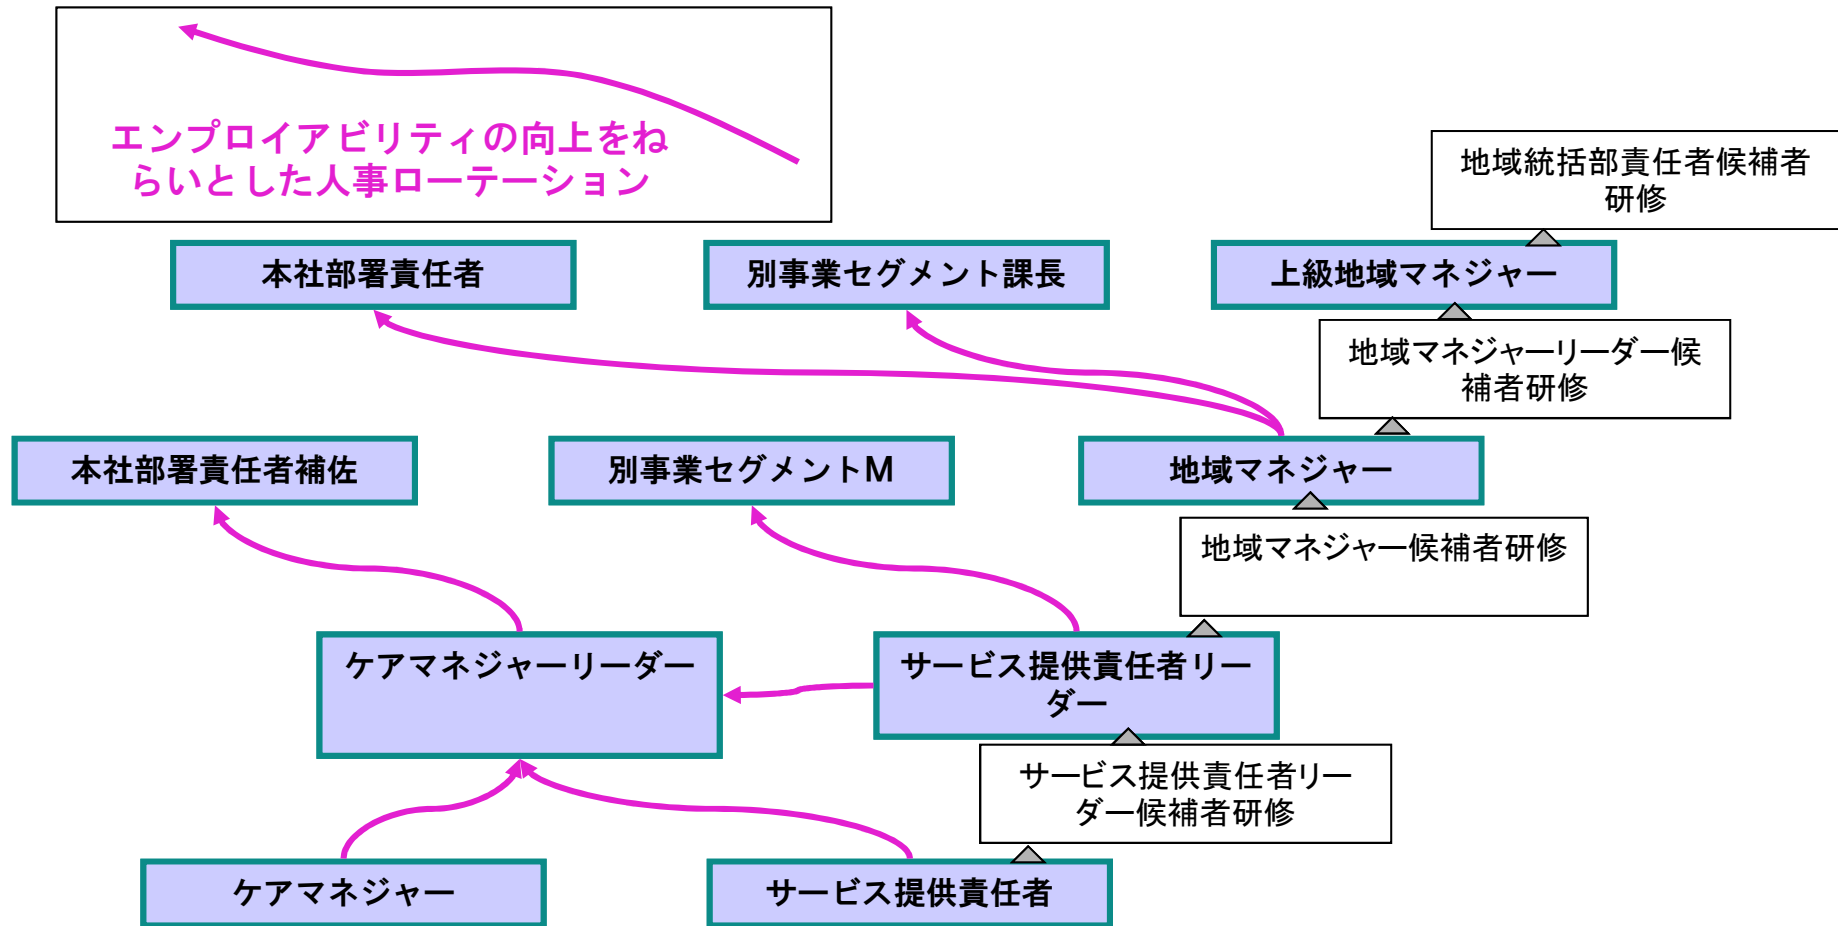 エンプロイアビリティの向上をね
らいとした人事ローテーション
地域統括部責任者候補者
研修
本社部署責任者
別事業セグメント課長
上級地域マネジャー
地域マネジャーリーダー候
補者研修
本社部署責任者補佐
別事業セグメントM
地域マネジャー
地域マネジャー候補者研修
ケアマネジャーリーダー
サービス提供責任者リー
ダー
サービス提供責任者リー
ダー候補者研修
ケアマネジャー
サービス提供責任者